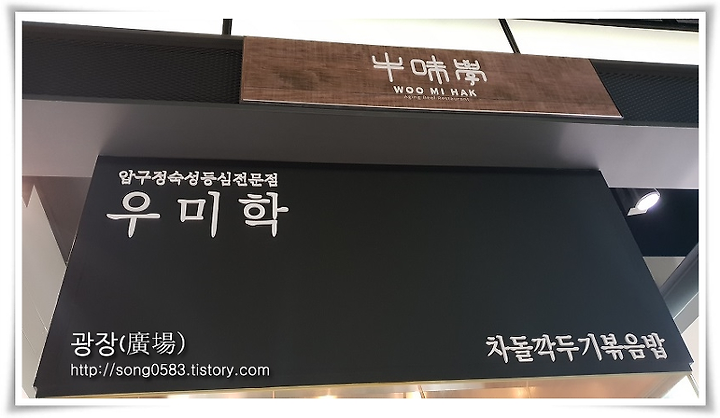 牛味學
WOO MI HAK
Aging Beef Restaurant
압구정숙성등심전문점
우미학
차돌깍두기볶음밥
광장(廣場)
http://song0583.tistory.com